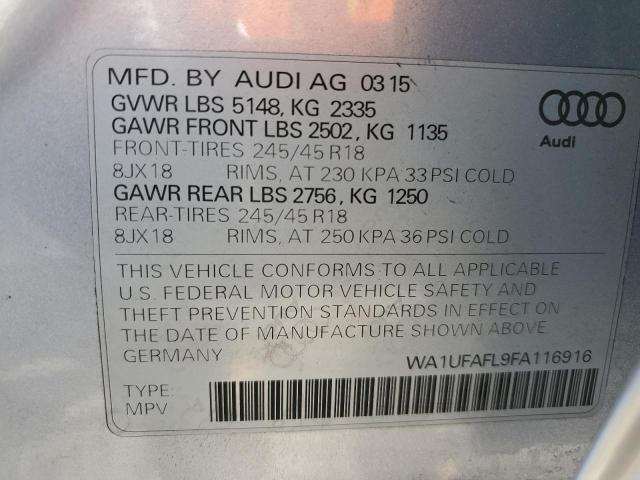 MFD. BY AUDI AG 03 15
GVWR LBS 5148, KG 2335
GAWR FRONT LBS 2502, KG 1135
FRONT-TIRES 245/45 R18
8JX18 RIMS, AT 230 KPA 33 PSI COLD
GAWR REAR LBS 2756, KG 1250
REAR-TIRES 245/45 R18
8JX18 RIMS, AT 250 KPA 36 PSI COLD
Audi
THIS VEHICLE CONFORMS TO ALL APPLICABLE
U.S. FEDERAL MOTOR VEHICLE SAFETY AND
THEFT PREVENTION STANDARDS IN EFFECT ON
THE DATE OF MANUFACTURE SHOWN ABOVE.
GERMANY
WA1UFAFL9FA116916
TYPE:
MPV